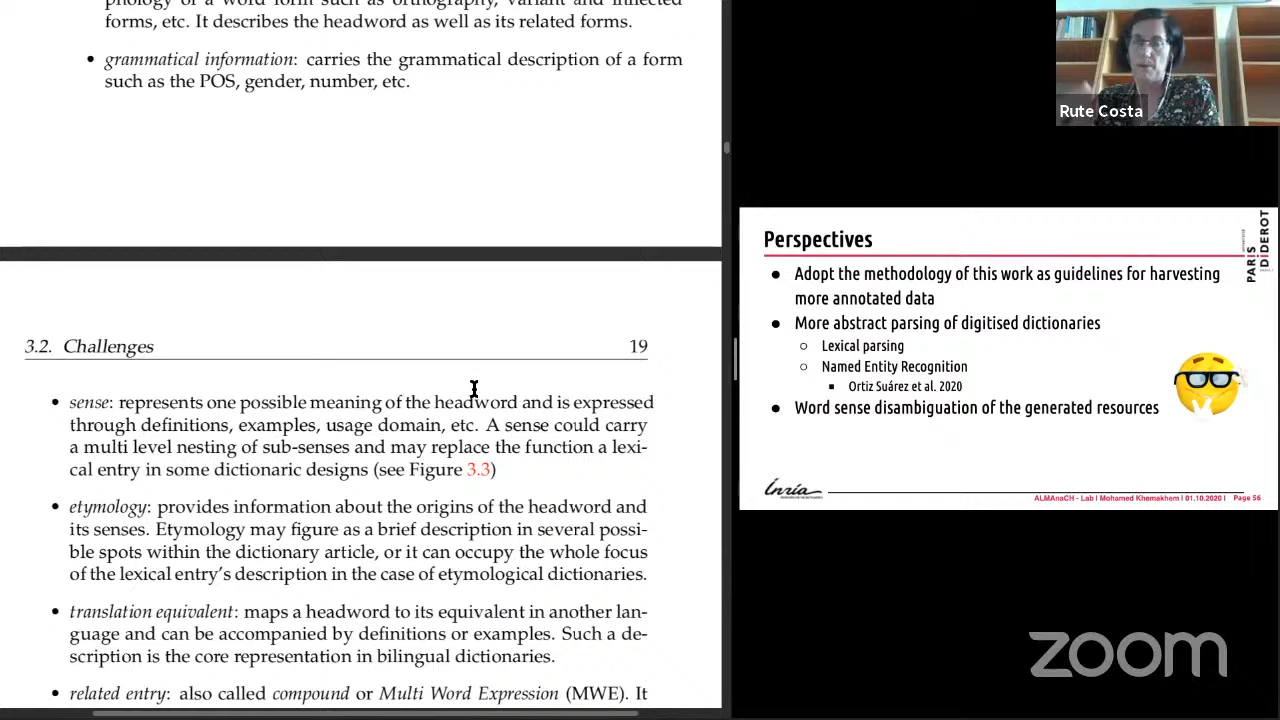 phology of a word form such as orthography, variant and inflected
forms, etc. It describes the headword as well as its related forms.
• grammatical information: carries the grammatical description of a form
such as the POS, gender, number, etc.
3.2. Challenges 19
• sense: represents one possible meaning of the headword and is expressed
through definitions, examples, usage domain, etc. A sense could carry
a multi level nesting of sub-senses and may replace the function a lexi-
cal entry in some dictionaric designs (see Figure 3.3)
• etymology: provides information about the origins of the headword and
its senses. Etymology may figure as a brief description in several possi-
ble spots within the dictionary article, or it can occupy the whole focus
of the lexical entry's description in the case of etymological dictionaries.
• translation equivalent: maps a headword to its equivalent in another lan-
guage and can be accompanied by definitions or examples. Such a de-
scription is the core representation in bilingual dictionaries.
• related entry: also called compound or Multi Word Expression (MWE). It
Rute Costa
Perspectives
PARIS
DIDEROT
● Adopt the methodology of this work as guidelines for harvesting
more annotated data
● More abstract parsing of digitised dictionaries
○ Lexical parsing
○ Named Entity Recognition
■ Ortiz Suárez et al. 2020
● Word sense disambiguation of the generated resources
Inria
ALMAnaCH - Lab I Mohamed Khemakhem I 01.10.2020 I Page 56
zoom